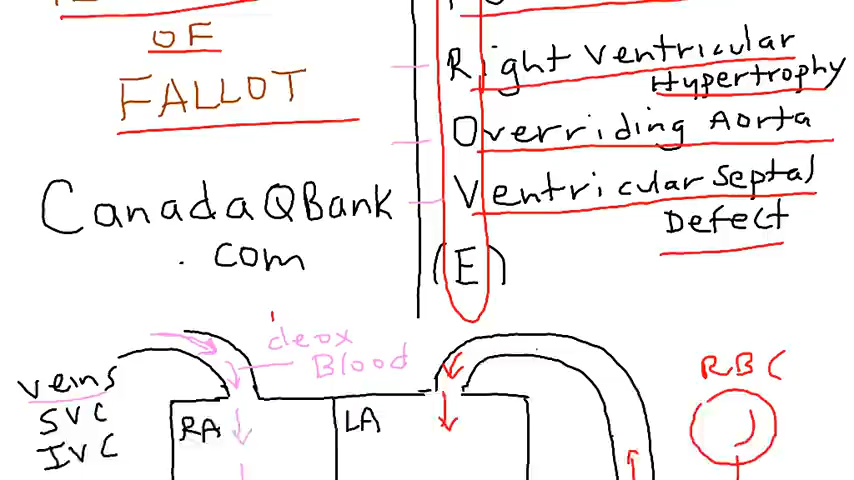 OF
FALLOT
Right Ventricular
Hypertrophy
Overriding Aorta
Ventricular Septal
Defect
(E)
CanadaQBank
.com
deox
Blood
veins
SVC
IVC
RA
LA
RBC